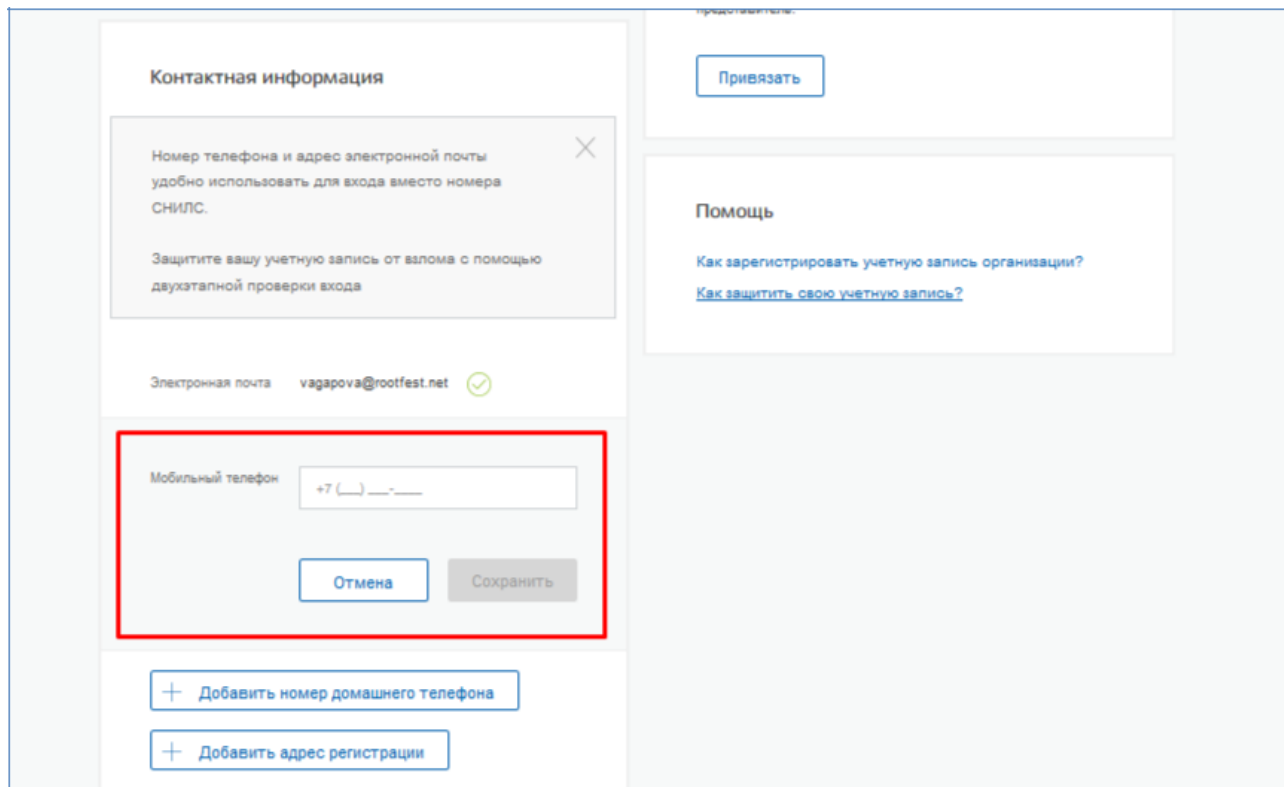 Контактная информация
Номер телефона и адрес электронной почты
удобно использовать для входа вместо номера
СНИЛС.
Защитите вашу учетную запись от взлома с помощью
двухэтапной проверки входа
Электронная почта vagapova@rootfest.net
Мобильный телефон +7 (__) ___-____
Отмена Сохранить
+ Добавить номер домашнего телефона
+ Добавить адрес регистрации
представителе.
Привязать
Помощь
Как зарегистрировать учетную запись организации?
Как защитить свою учетную запись?